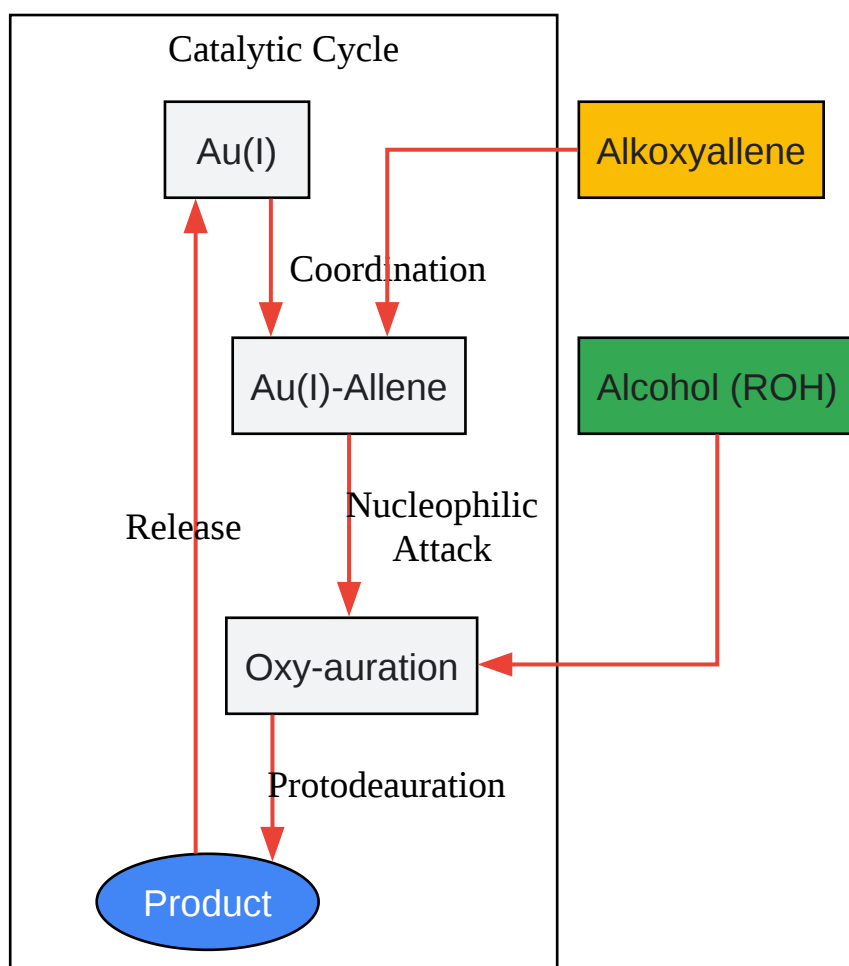 Catalytic Cycle
Au(I)
Alkoxyallene
Coordination
Au(I)-Allene
Alcohol (ROH)
Nucleophilic
Attack
Release
Oxy-auration
Protodeauration
Product